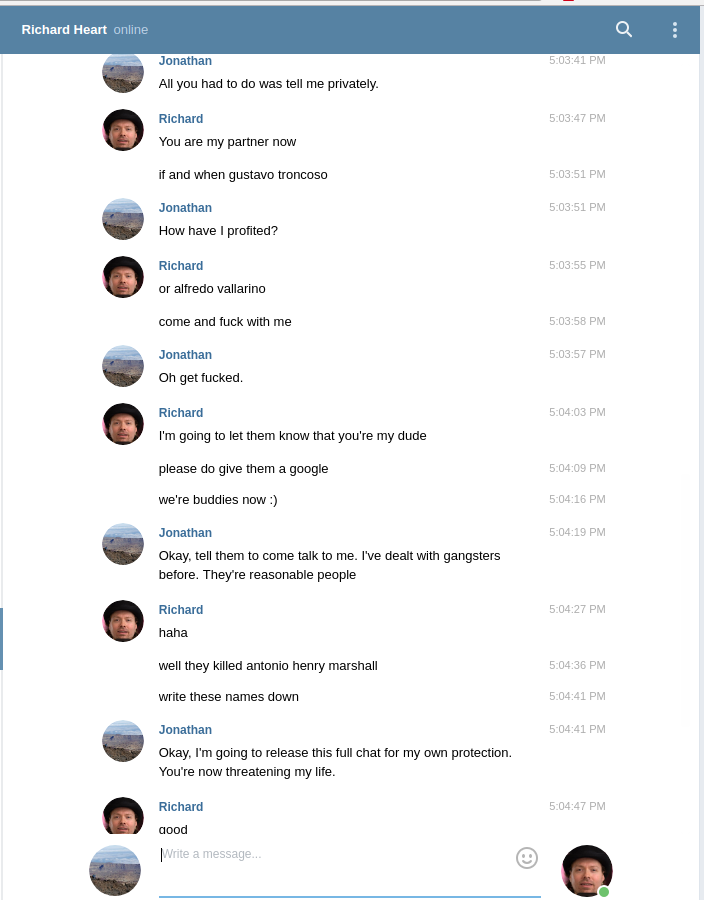 Richard Heart online
Jonathan 5:03:41 PM
All you had to do was tell me privately.
Richard 5:03:47 PM
You are my partner now
if and when gustavo troncoso 5:03:51 PM
Jonathan 5:03:51 PM
How have I profited?
Richard 5:03:55 PM
or alfredo vallarino
come and fuck with me 5:03:58 PM
Jonathan 5:03:57 PM
Oh get fucked.
Richard 5:04:03 PM
I'm going to let them know that you're my dude
please do give them a google 5:04:09 PM
we're buddies now :) 5:04:16 PM
Jonathan 5:04:19 PM
Okay, tell them to come talk to me. I've dealt with gangsters
before. They're reasonable people
Richard 5:04:27 PM
haha
well they killed antonio henry marshall 5:04:36 PM
write these names down 5:04:41 PM
Jonathan 5:04:41 PM
Okay, I'm going to release this full chat for my own protection.
You're now threatening my life.
Richard 5:04:47 PM
good
Write a message...